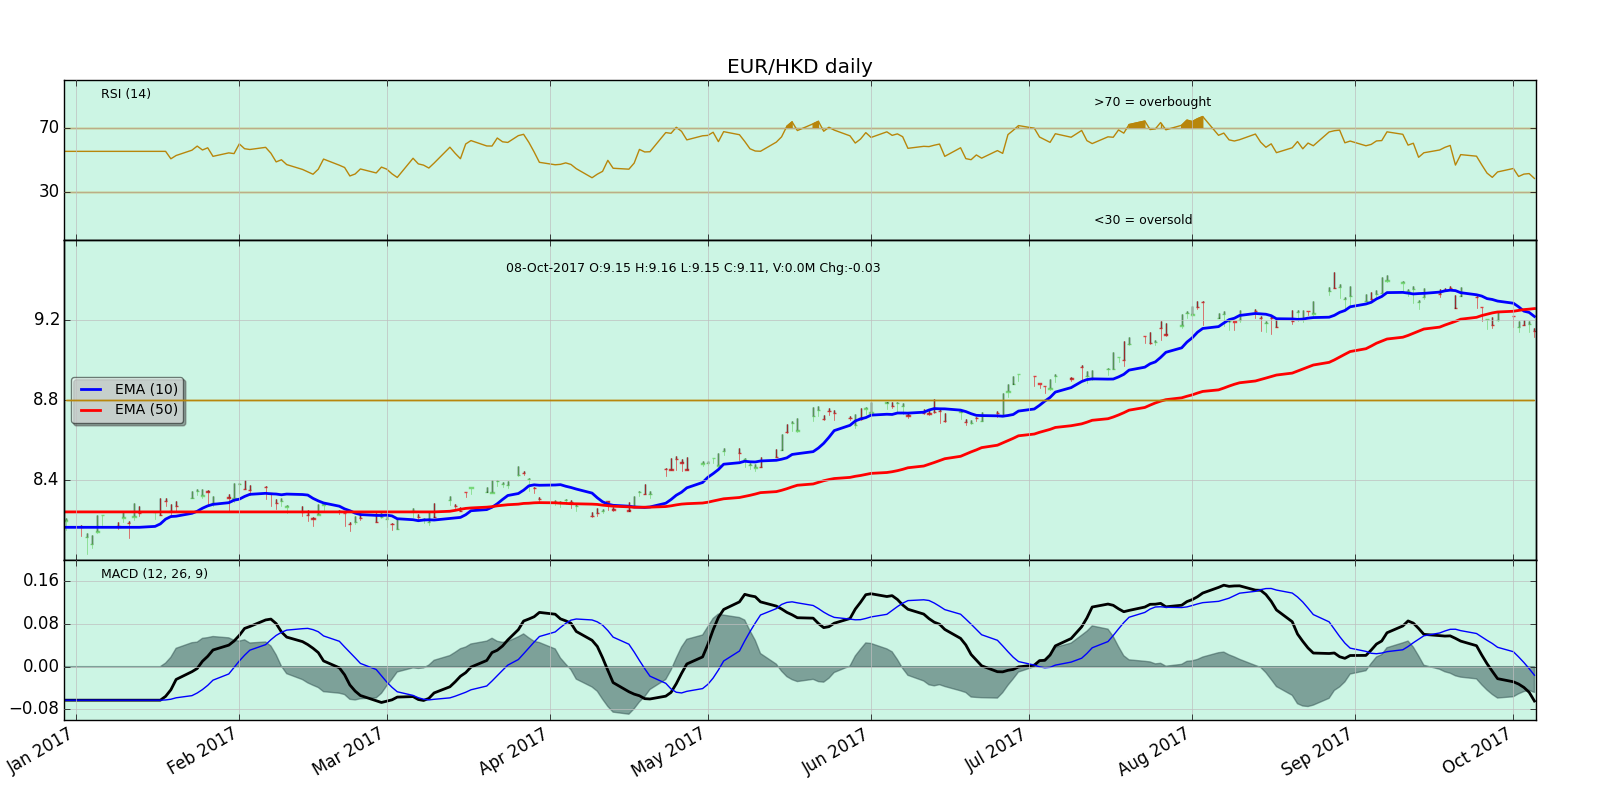 EUR/HKD daily
RSI (14)
>70 = overbought
70
30
<30 = oversold
08-Oct-2017 O:9.15 H:9.16 L:9.15 C:9.11, V:0.0M Chg:-0.03
9.2
8.8
8.4
EMA (10)
EMA (50)
MACD (12, 26, 9)
0.16
0.08
0.00
−0.08
Jan 2017
Feb 2017
Mar 2017
Apr 2017
May 2017
Jun 2017
Jul 2017
Aug 2017
Sep 2017
Oct 2017